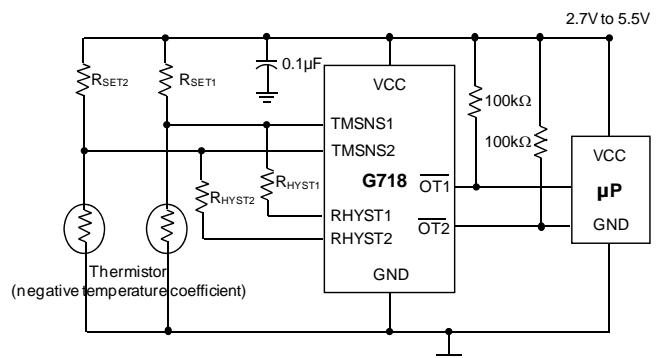 2.7V to 5.5V
RSET2
RSET1
0.1µF
VCC
100kΩ
100kΩ
TMSNS1
TMSNS2
G718
OT1
OT2
RHYST1
RHYST2
RHYST1
RHYST2
GND
VCC
µP
GND
Thermistor
(negative temperature coefficient)